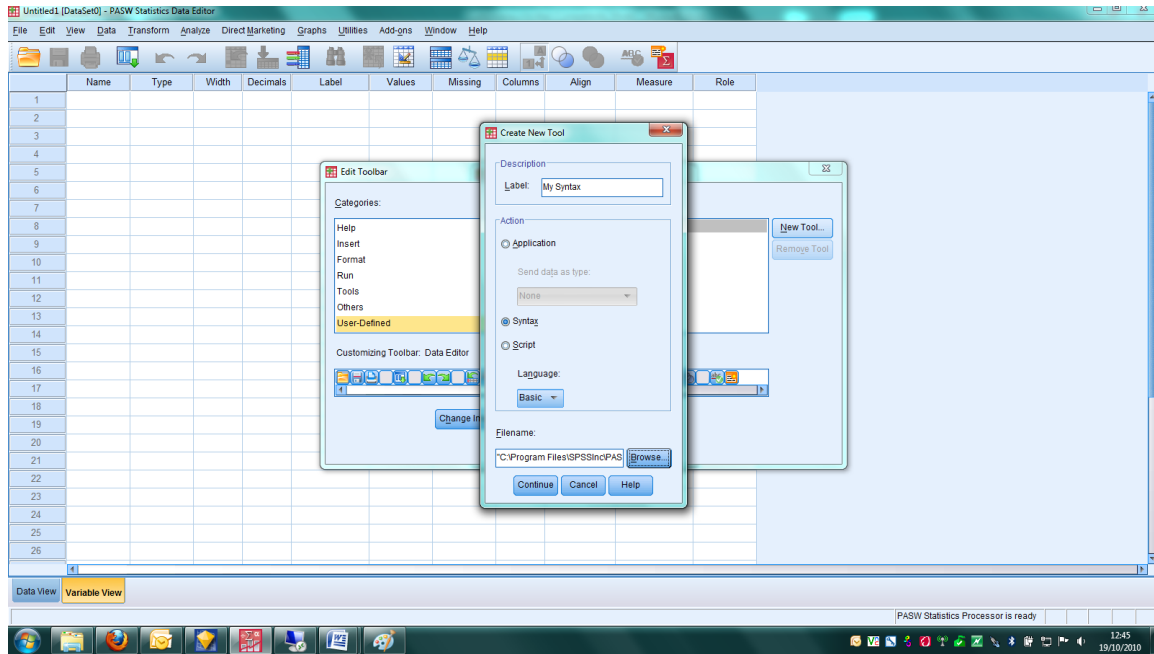 Untitled1 [DataSet0] - PASW Statistics Data Editor
File Edit View Data Transform Analyze Direct Marketing Graphs Utilities Add-ons Window Help
Name Type Width Decimals Label Values Missing Columns Align Measure Role
1
2
3
4
5
6
7
8
9
10
11
12
13
14
15
16
17
18
19
20
21
22
23
24
25
26
Edit Toolbar
Categories:
Help
Insert
Format
Run
Tools
Others
User-Defined
New Tool...
Remove Tool
Customizing Toolbar: Data Editor
Create New Tool
Description
Label: My Syntax
Action
Application
Send data as type:
None
Syntax
Script
Language:
Basic
Filename:
"C:\Program Files\SPSSInc\PAS Browse...
Continue Cancel Help
Data View Variable View
PASW Statistics Processor is ready
12:45
19/10/2010